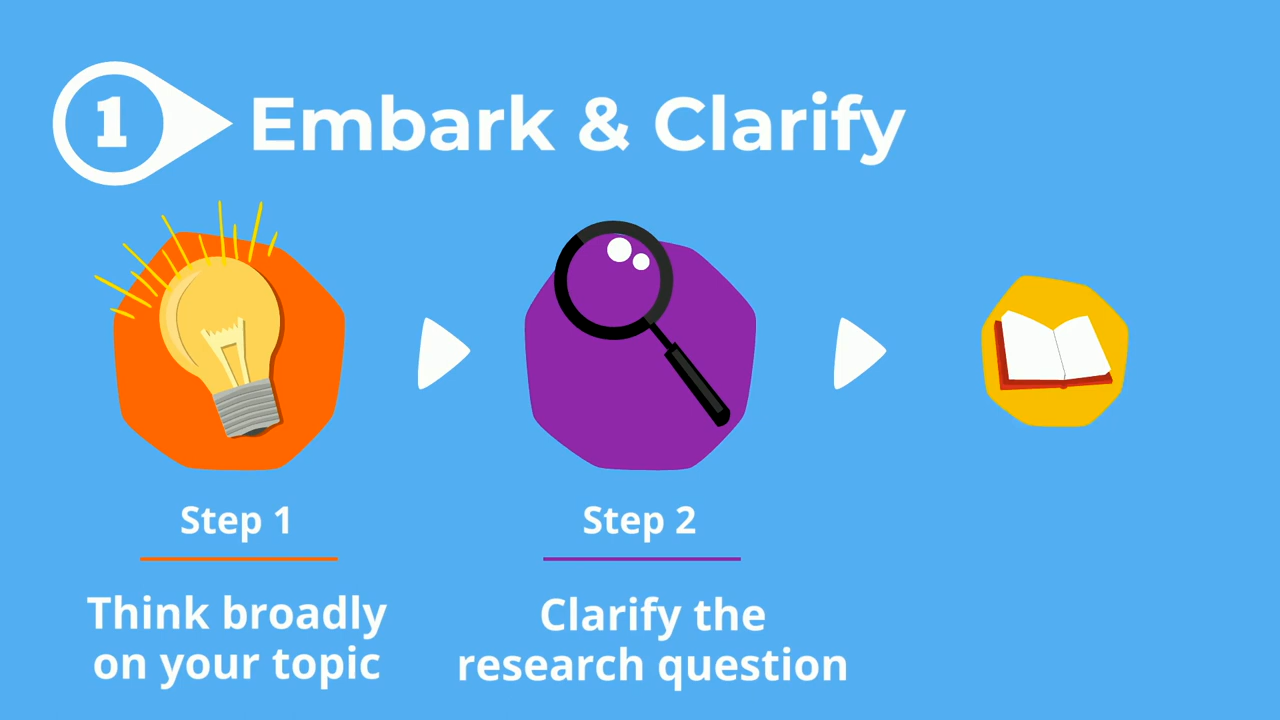 1
Embark & Clarify
Step 1
Think broadly
on your topic
Step 2
Clarify the
research question